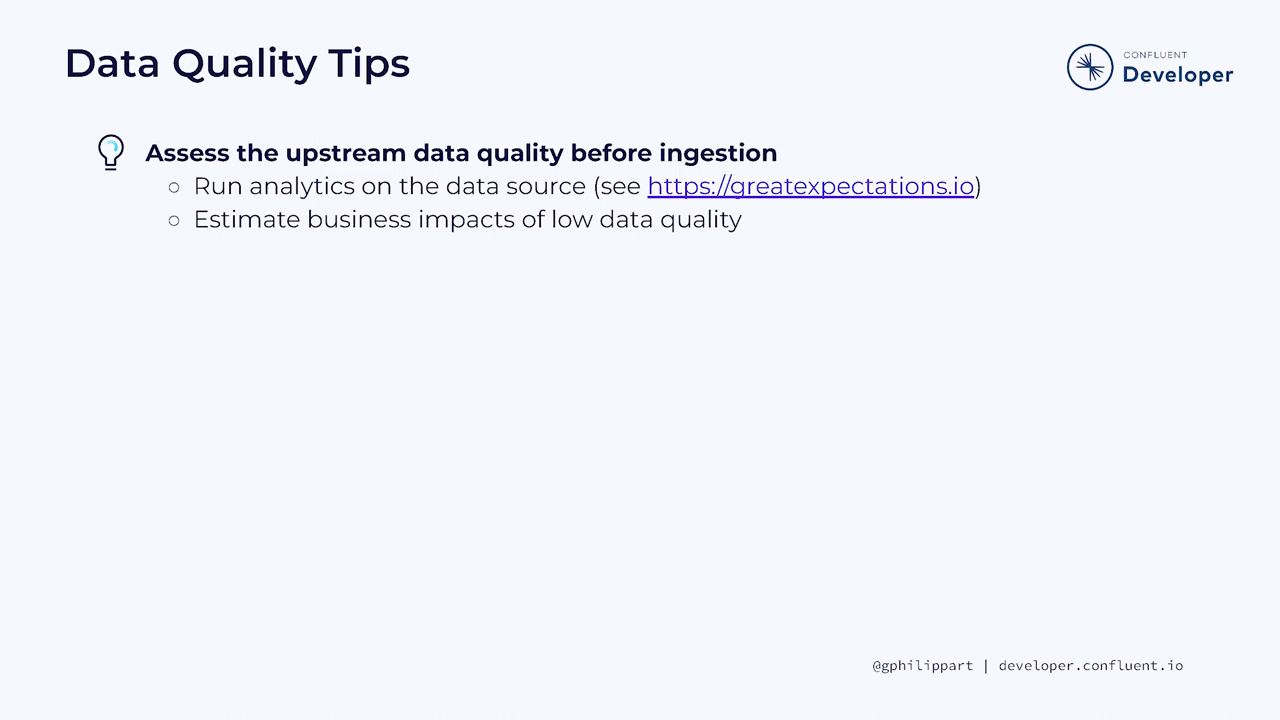 Data Quality Tips
CONFLUENT
Developer
Assess the upstream data quality before ingestion
○ Run analytics on the data source (see https://greatexpectations.io)
○ Estimate business impacts of low data quality
@gphilippart | developer.confluent.io